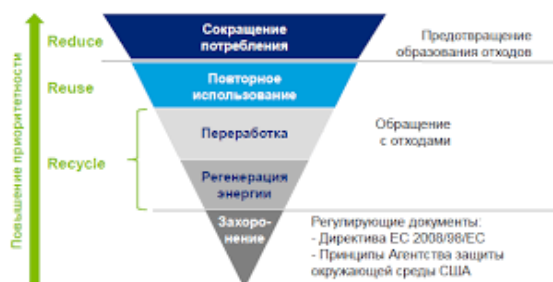 Повышение приоритетности
Reduce
Сокращение
потребления
Предотвращение
образования отходов
Reuse
Повторное
использование
Recycle
Переработка
Обращение
с отходами
Регенерация
энергии
Захоро-
нение
Регулирующие документы:
- Директива ЕС 2008/98/EC
- Принципы Агентства защиты
окружающей среды США